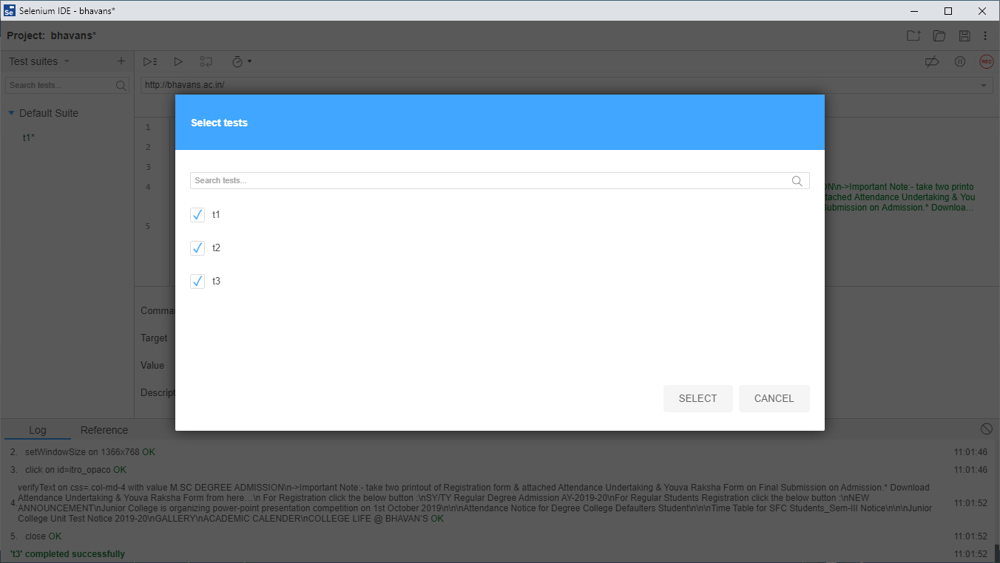 Selenium IDE - bhavans*
Project: bhavans*
Test suites
Search tests...
http://bhavans.ac.in/
REC
Default Suite
t1*
1
2
3
4
5
ON\n->Important Note:- take two printo
ttached Attendance Undertaking & You
Submission on Admission.* Downloa...
Select tests
Search tests...
t1
t2
t3
SELECT CANCEL
Comma
Target
Value
Descript
Log Reference
2. setWindowSize on 1366x768 OK 11:01:46
3. click on id=itro_opaco OK 11:01:46
verifyText on css=.col-md-4 with value M.SC DEGREE ADMISSION\n->Important Note:- take two printout of Registration form & attached Attendance Undertaking & Youva Raksha Form on Final Submission on Admission.* Download
Attendance Undertaking & Youva Raksha Form from here...\n For Registration click the below button :\nSY/TY Regular Degree Admission AY-2019-20\nFor Regular Students Registration click the below button :\nNEW
4. ANNOUNCEMENT\nJunior College is organizing power-point presentation competition on 1st October 2019\n\n\nAttendance Notice for Degree College Defaulters Student\n\n\nTime Table for SFC Students_Sem-III Notice\n\n\nJunior 11:01:52
College Unit Test Notice 2019-20\nGALLERY\nACADEMIC CALENDER\nCOLLEGE LIFE @ BHAVAN'S OK
5. close OK 11:01:52
't3' completed successfully 11:01:52